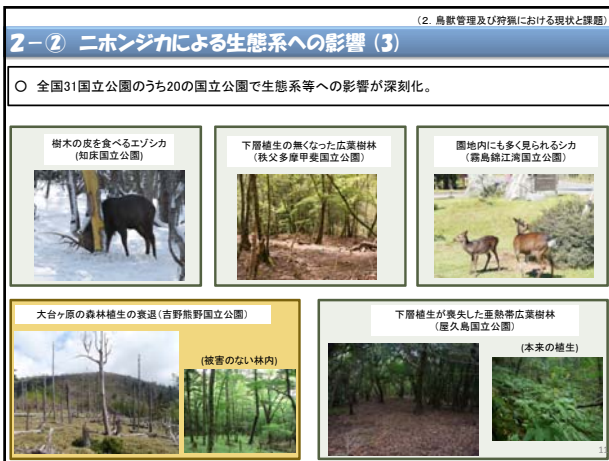 (2. 鳥獣管理及び狩猟における現状と課題)
2-② ニホンジカによる生態系への影響 (3)
○ 全国31国立公園のうち20の国立公園で生態系等への影響が深刻化。
樹木の皮を食べるエゾシカ
(知床国立公園)
下層植生の無くなった広葉樹林
(秩父多摩甲斐国立公園)
園地内にも多く見られるシカ
(霧島錦江湾国立公園)
大台ヶ原の森林植生の衰退(吉野熊野国立公園)
(被害のない林内)
下層植生が喪失した亜熱帯広葉樹林
(屋久島国立公園)
(本来の植生)